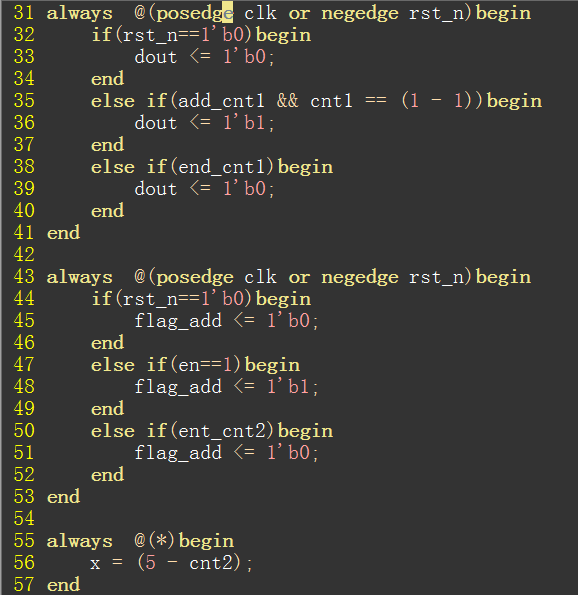 31 always  @(posedge clk or negedge rst_n)begin
32     if(rst_n==1'b0)begin
33         dout <= 1'b0;
34     end
35     else if(add_cnt1 && cnt1 == (1 - 1))begin
36         dout <= 1'b1;
37     end
38     else if(end_cnt1)begin
39         dout <= 1'b0;
40     end
41 end
42
43 always  @(posedge clk or negedge rst_n)begin
44     if(rst_n==1'b0)begin
45         flag_add <= 1'b0;
46     end
47     else if(en==1)begin
48         flag_add <= 1'b1;
49     end
50     else if(ent_cnt2)begin
51         flag_add <= 1'b0;
52     end
53 end
54
55 always  @(*)begin
56     x = (5 - cnt2);
57 end